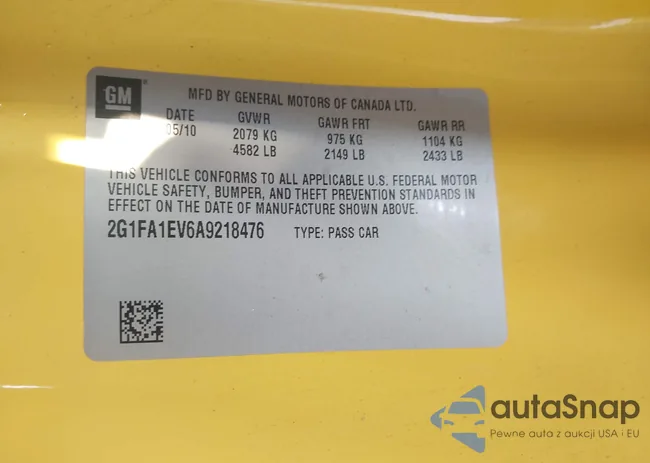 GM
MFD BY GENERAL MOTORS OF CANADA LTD.
DATE GVWR GAWR FRT GAWR RR
05/10 2079 KG 975 KG 1104 KG
4582 LB 2149 LB 2433 LB
THIS VEHICLE CONFORMS TO ALL APPLICABLE U.S. FEDERAL MOTOR
VEHICLE SAFETY, BUMPER, AND THEFT PREVENTION STANDARDS IN
EFFECT ON THE DATE OF MANUFACTURE SHOWN ABOVE.
2G1FA1EV6A9218476 TYPE: PASS CAR
autaSnap
Pewne auta z aukcji USA i EU